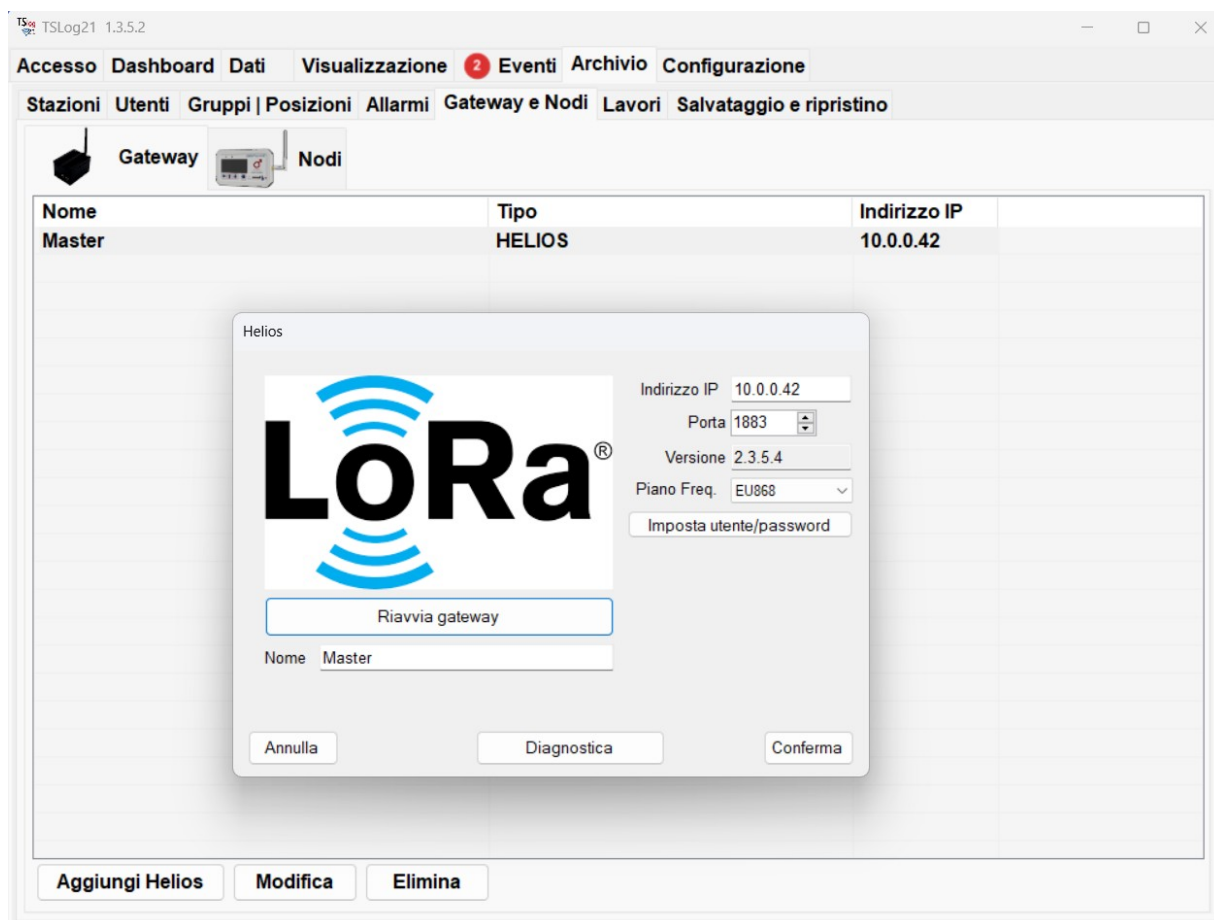 TSLog21 1.3.5.2
Accesso Dashboard Dati Visualizzazione 2 Eventi Archivio Configurazione
Stazioni Utenti Gruppi | Posizioni Allarmi Gateway e Nodi Lavori Salvataggio e ripristino
Gateway Nodi
Nome Tipo Indirizzo IP
Master HELIOS 10.0.0.42
Helios
LoRa®
Indirizzo IP 10.0.0.42
Porta 1883
Versione 2.3.5.4
Piano Freq. EU868
Imposta utente/password
Riavvia gateway
Nome Master
Annulla Diagnostica Conferma
Aggiungi Helios Modifica Elimina